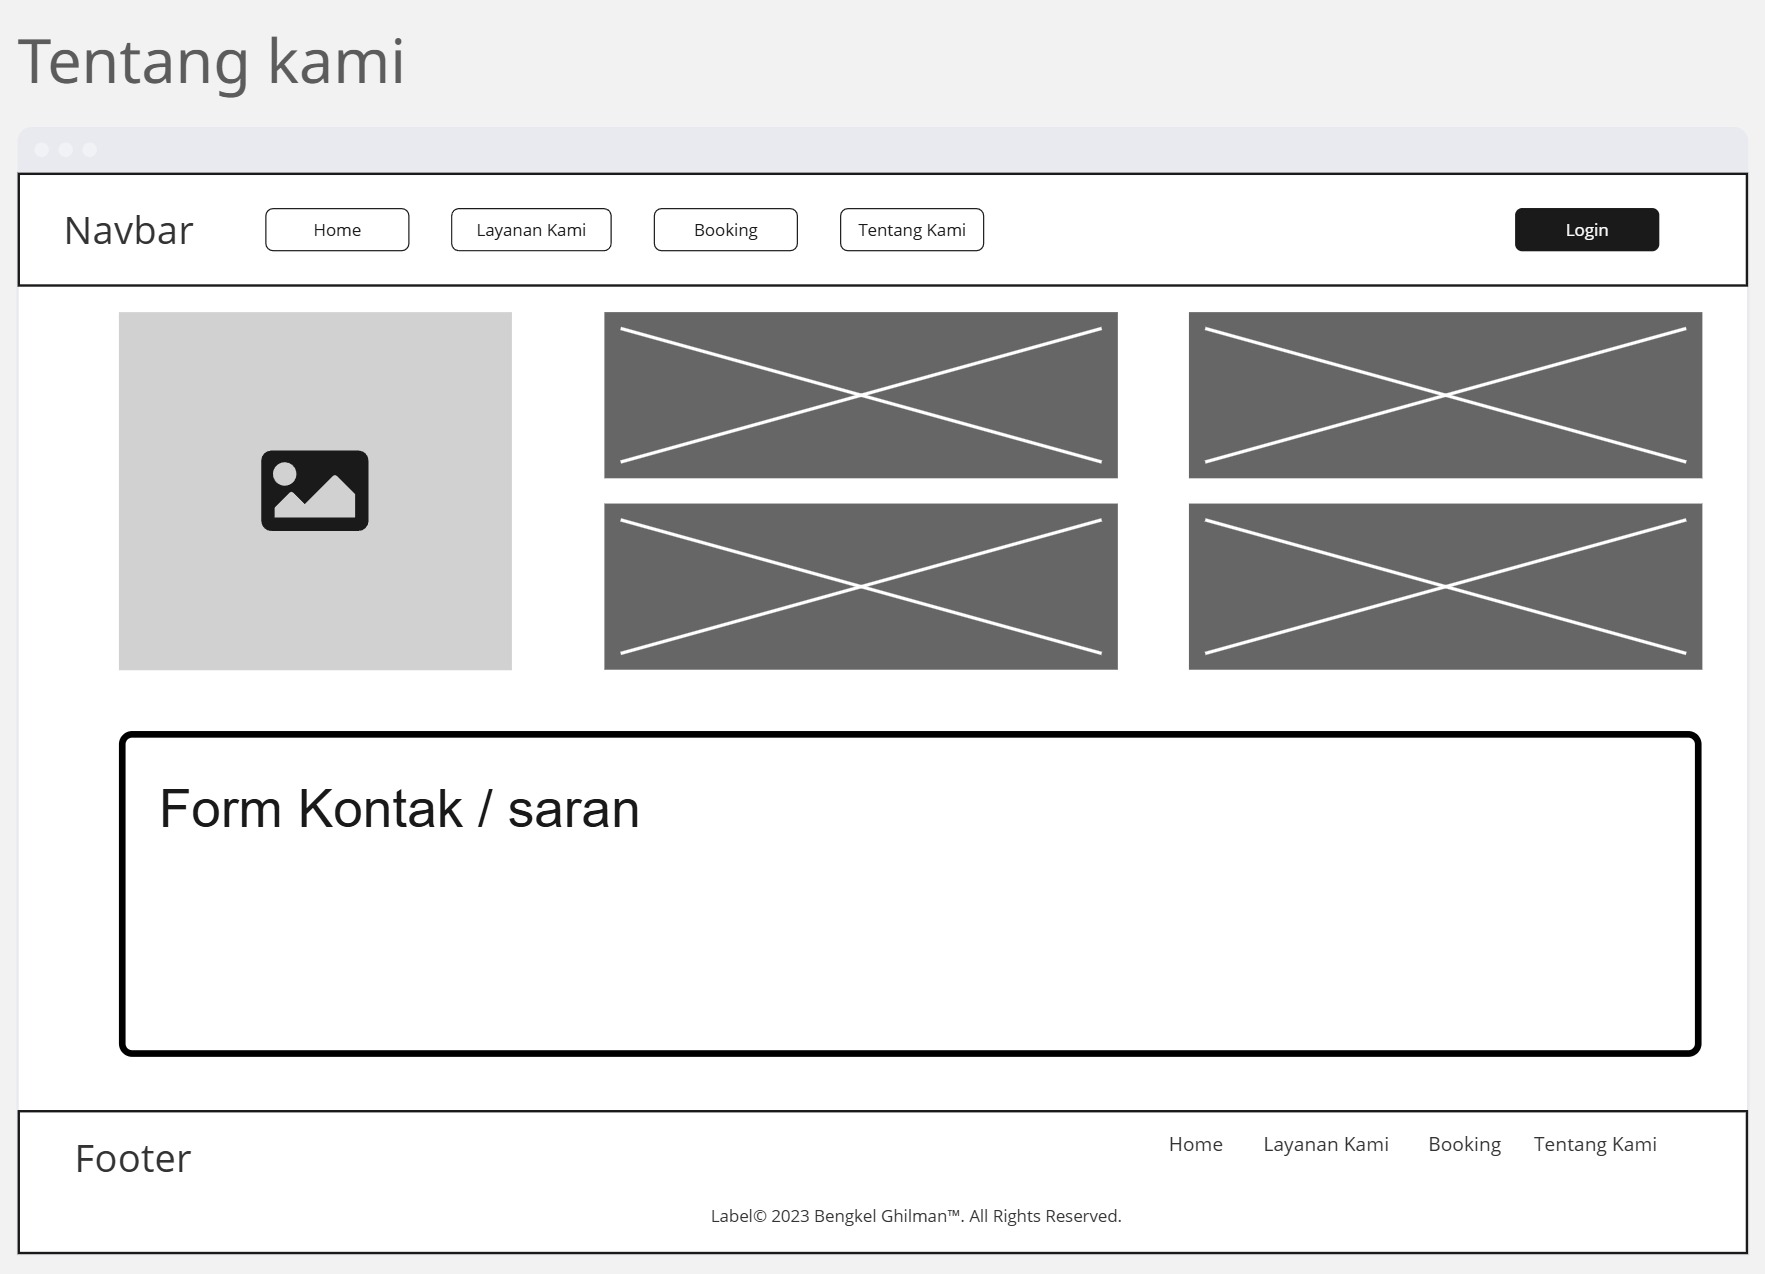 Tentang kami
Navbar
Home
Layanan Kami
Booking
Tentang Kami
Login
Form Kontak / saran
Footer
Home
Layanan Kami
Booking
Tentang Kami
Label© 2023 Bengkel Ghilman™. All Rights Reserved.